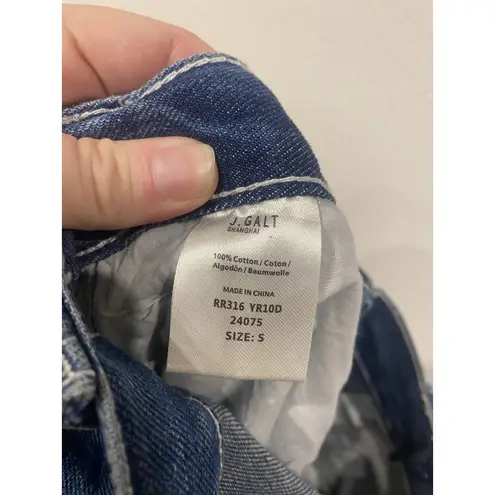 J. GALT
SHANGHAI
100% Cotton / Coton /
Algodón / Baumwolle
MADE IN CHINA
RR316 YR10D
24075
SIZE: S